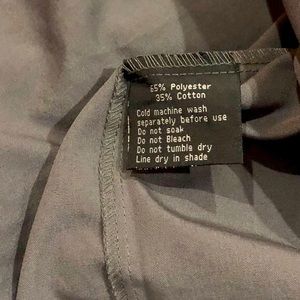 65% Polyester
35% Cotton
Cold machine wash
separately before use
Do not soak
Do not Bleach
Do not tumble dry
Line dry in shade